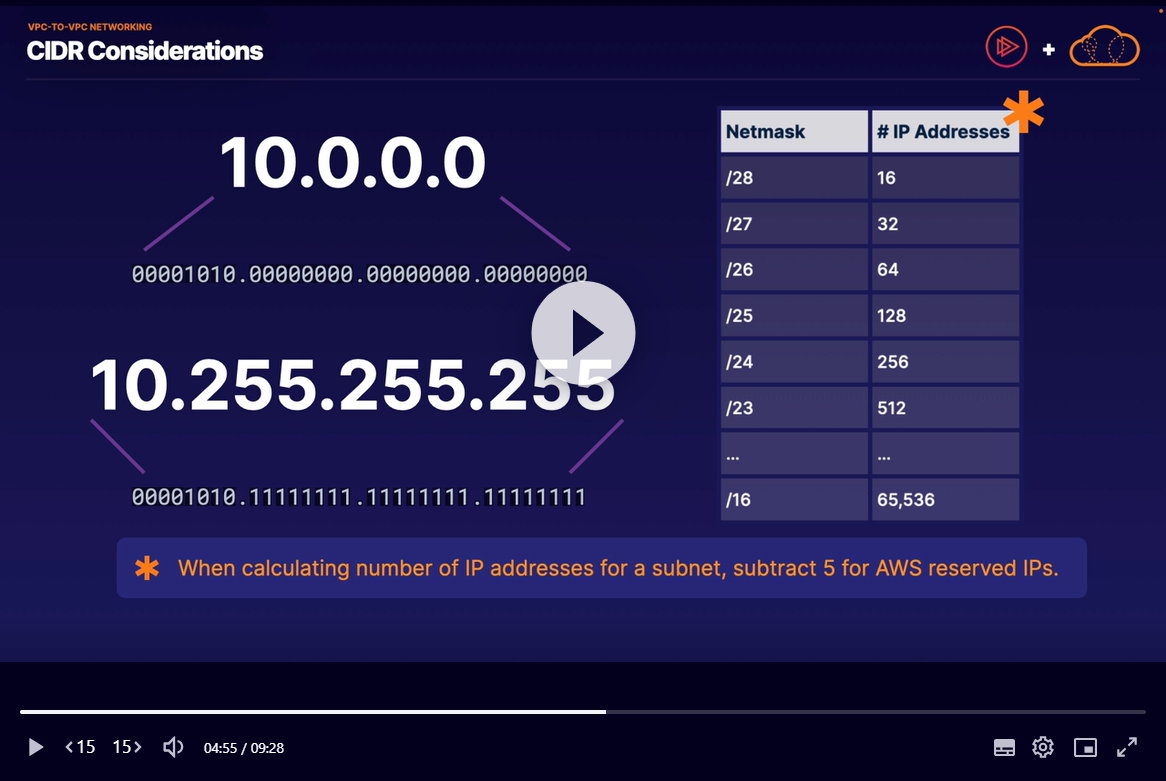 VPC-TO-VPC NETWORKING
CIDR Considerations
+
10.0.0.0
00001010.00000000.00000000.00000000
10.255.255.255
00001010.11111111.11111111.11111111
* 
Netmask # IP Addresses
/28 16
/27 32
/26 64
/25 128
/24 256
/23 512
... ...
/16 65,536
* When calculating number of IP addresses for a subnet, subtract 5 for AWS reserved IPs.
<15 15> 04:55 / 09:28